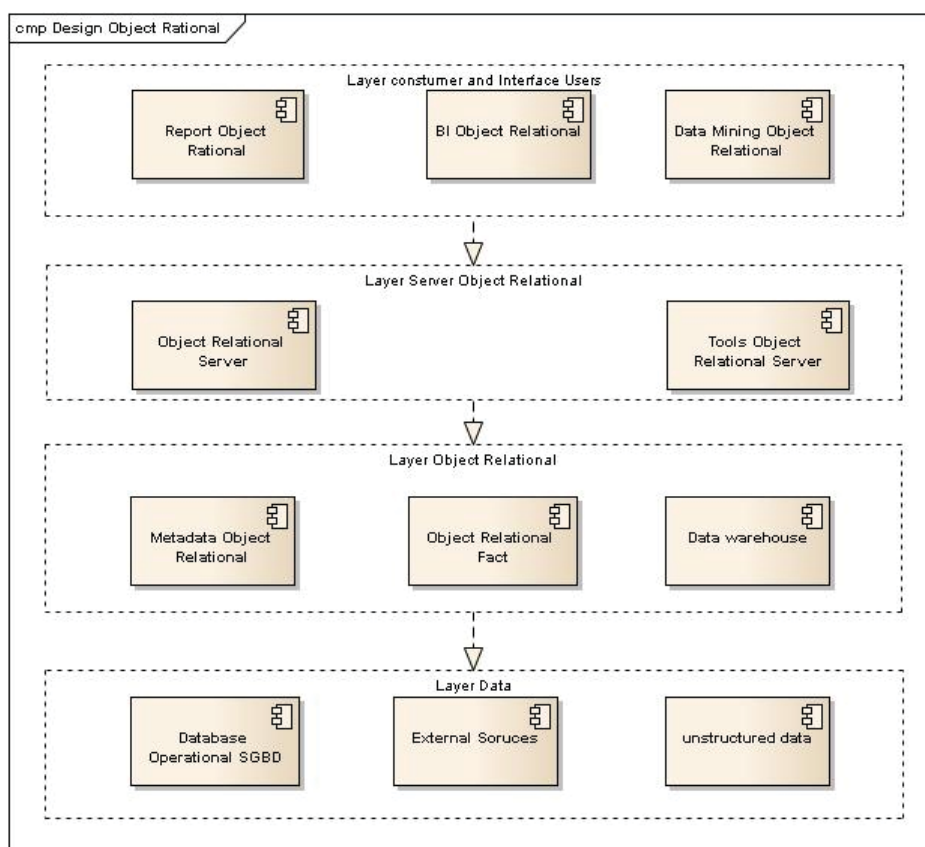 cmp Design Object Rational
Layer constumer and Interface Users
Report Object
Rational
BI Object Relational
Data Mining Object
Relational
Layer Server Object Relational
Object Relational
Server
Tools Object
Relational Server
Layer Object Relational
Metadada Object
Relational
Object Relational
Fact
Data warehouse
Layer Data
Database
Operational SGBD
External Soruces
unstructured data